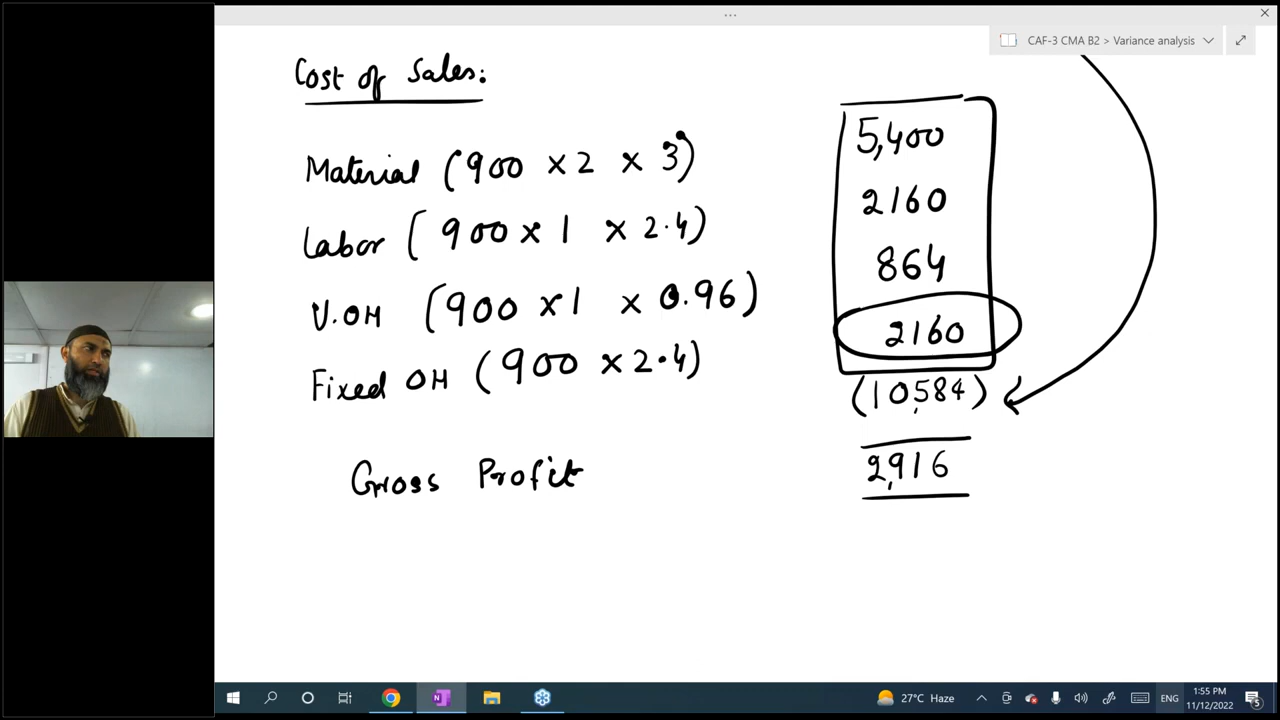 CAF-3 CMA B2 > Variance analysis
Cost of Sales:
Material (900 × 2 × 3) 5,400
Labor (900 × 1 × 2.4) 2160
V.OH (900 × 1 × 0.96) 864
Fixed OH (900 × 2.4) 2160
(10,584)
Gross Profit 2,916
27°C Haze
ENG
1:55 PM
11/12/2022
5